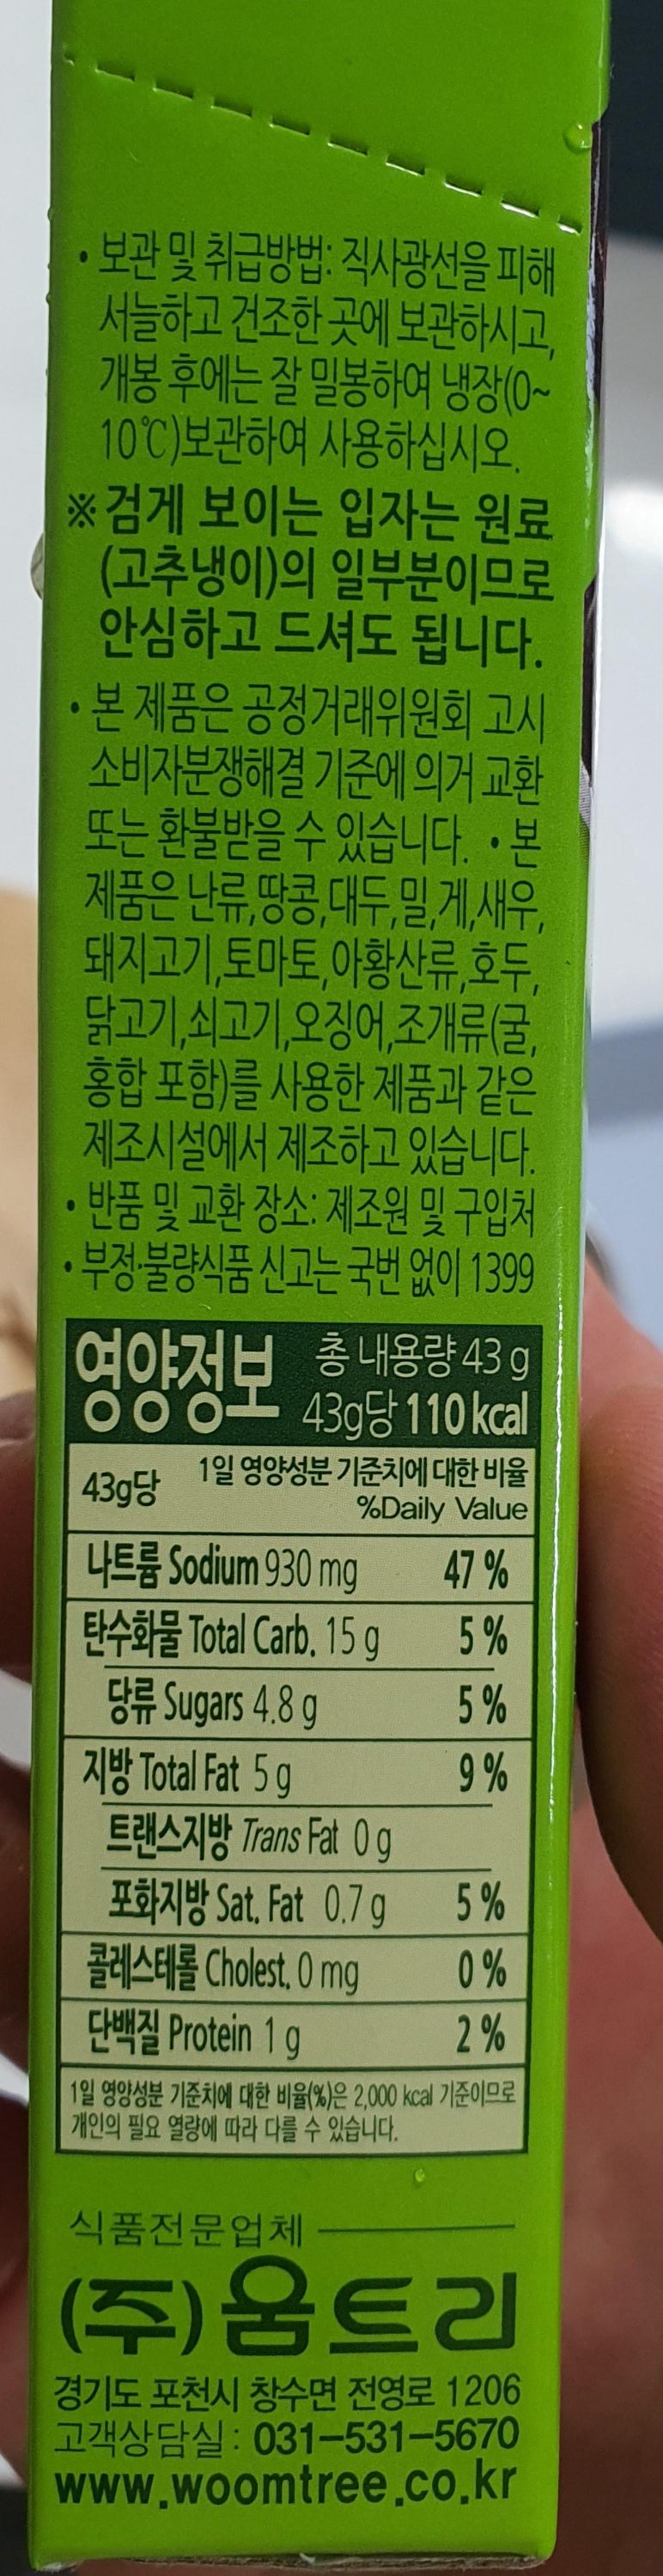 • 보관 및 취급방법: 직사광선을 피해
서늘하고 건조한 곳에 보관하시고,
개봉 후에는 잘 밀봉하여 냉장(0~
10℃)보관하여 사용하십시오.
※검게 보이는 입자는 원료
(고추냉이)의 일부분이므로
안심하고 드셔도 됩니다.
• 본 제품은 공정거래위원회 고시
소비자분쟁해결 기준에 의거 교환
또는 환불받을 수 있습니다. • 본
제품은 난류,땅콩,대두,밀,게,새우,
돼지고기,토마토,아황산류,호두,
닭고기,쇠고기,오징어,조개류(굴,
홍합 포함)를 사용한 제품과 같은
제조시설에서 제조하고 있습니다.
• 반품 및 교환 장소: 제조원 및 구입처
• 부정·불량식품 신고는 국번 없이 1399
영양정보 총 내용량 43 g
43g당 110 kcal
43g당 1일 영양성분 기준치에 대한 비율
%Daily Value
나트륨 Sodium 930 mg 47 %
탄수화물 Total Carb. 15 g 5 %
당류 Sugars 4.8 g 5 %
지방 Total Fat 5 g 9 %
트랜스지방 Trans Fat 0 g
포화지방 Sat. Fat 0.7 g 5 %
콜레스테롤 Cholest. 0 mg 0 %
단백질 Protein 1 g 2 %
1일 영양성분 기준치에 대한 비율(%)은 2,000 kcal 기준이므로
개인의 필요 열량에 따라 다를 수 있습니다.
식품전문업체
(주)움트리
경기도 포천시 창수면 전영로 1206
고객상담실: 031-531-5670
www.woomtree.co.kr